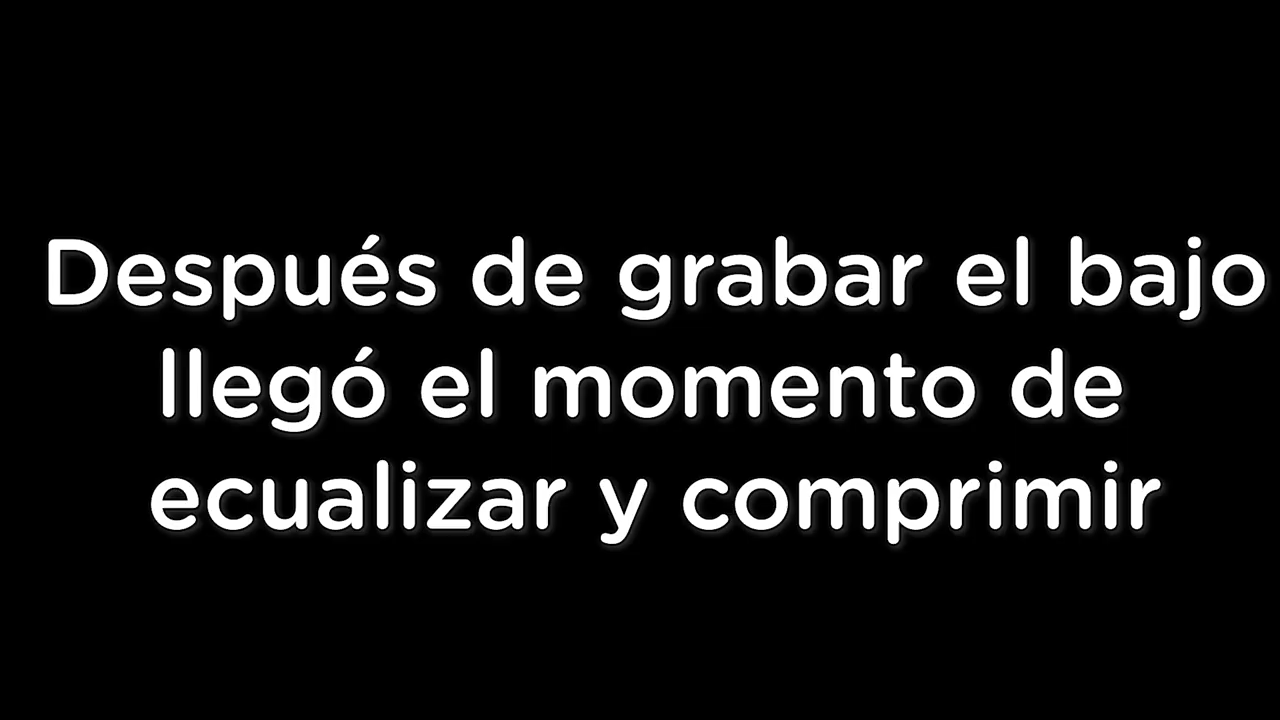 Después de grabar el bajo
llegó el momento de
ecualizar y comprimir